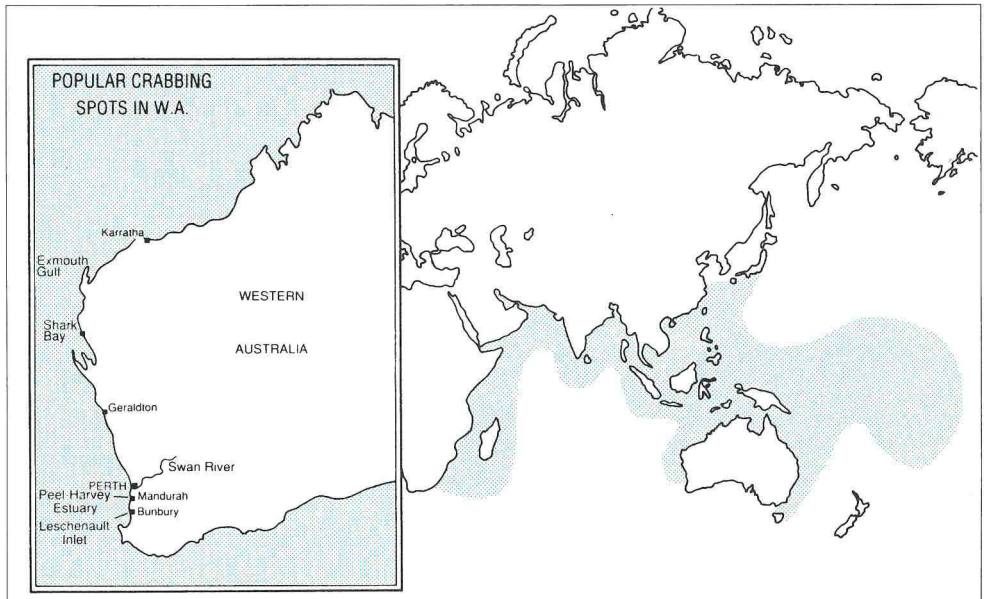 POPULAR CRABBING
SPOTS IN W.A.
Karratha
Exmouth
Gulf
WESTERN
Shark
Bay
AUSTRALIA
Geraldton
Swan River
PERTH
Peel-Harvey
Estuary
Mandurah
Bunbury
Leschenault
Inlet